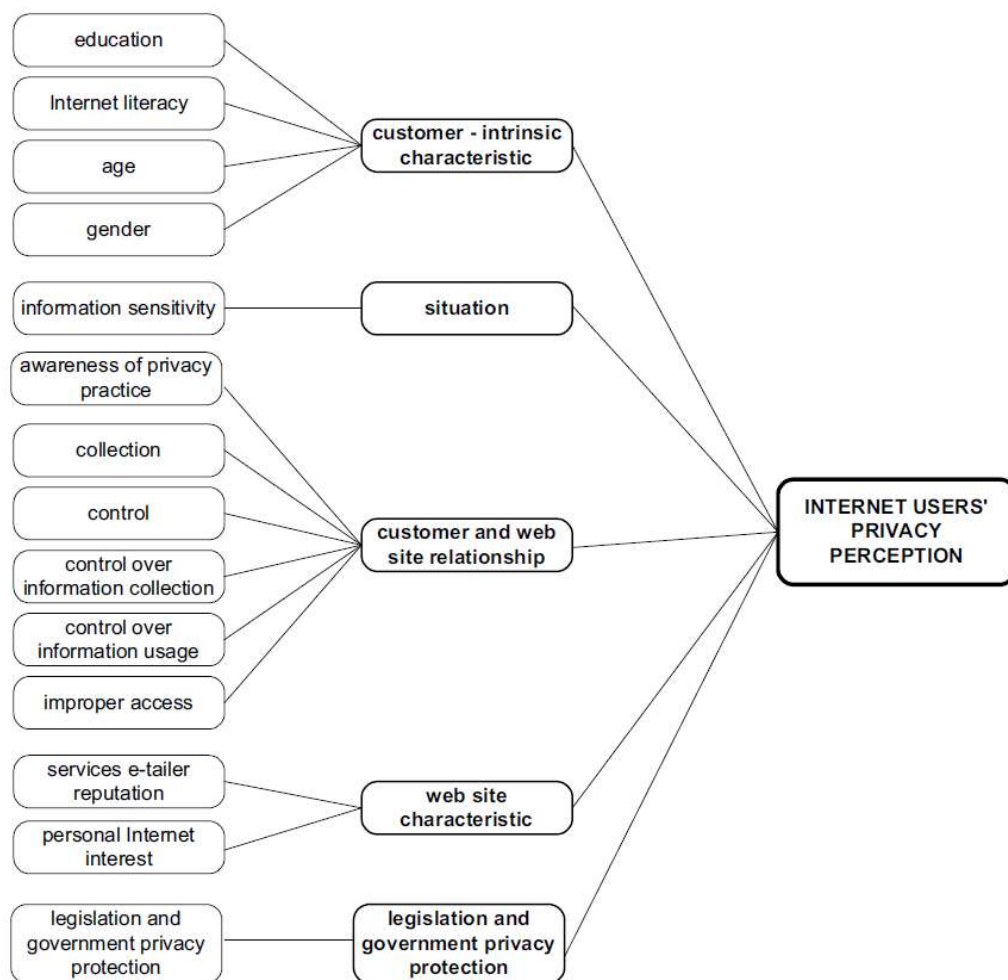 education
Internet literacy
age
gender
information sensitivity
awareness of privacy
practice
collection
control
control over
information collection
control over
information usage
improper access
services e-tailer
reputation
personal Internet
interest
legislation and
government privacy
protection
customer - intrinsic
characteristic
situation
customer and web
site relationship
web site
characteristic
legislation and
government privacy
protection
INTERNET USERS'
PRIVACY
PERCEPTION